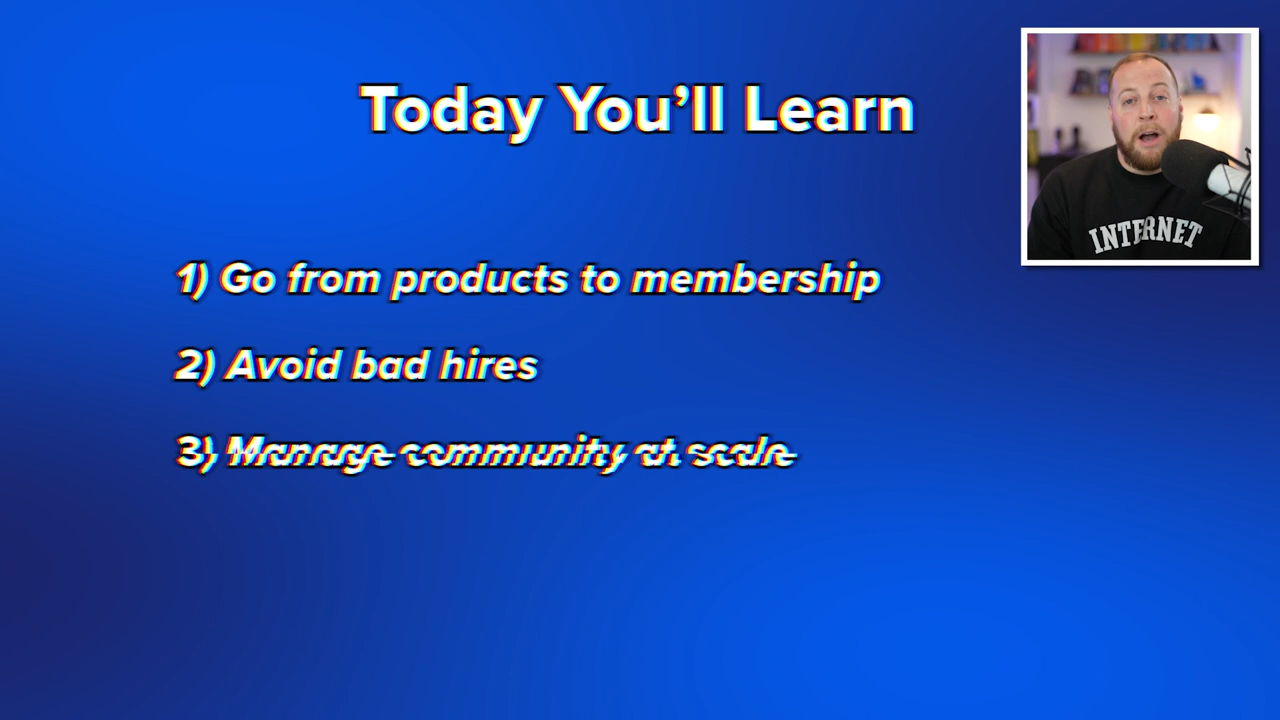 Today You’ll Learn
1) Go from products to membership
2) Avoid bad hires
3) Manage community at scale
INTERNET